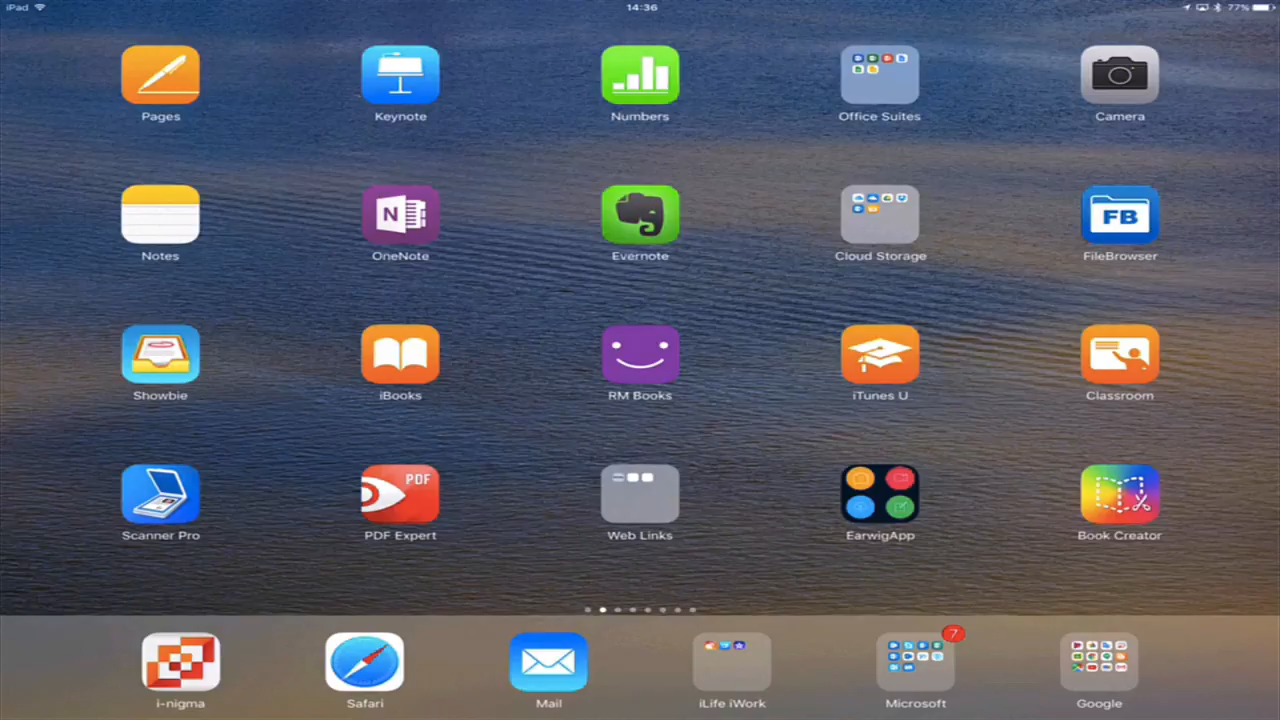 iPad 14:36 77%
Pages Keynote Numbers Office Suites Camera
N FB
Notes OneNote Evernote Cloud Storage FileBrowser
Showbie iBooks RM Books iTunes U Classroom
PDF
Scanner Pro PDF Expert Web Links EarwigApp Book Creator
7
i-nigma Safari Mail iLife iWork Microsoft Google